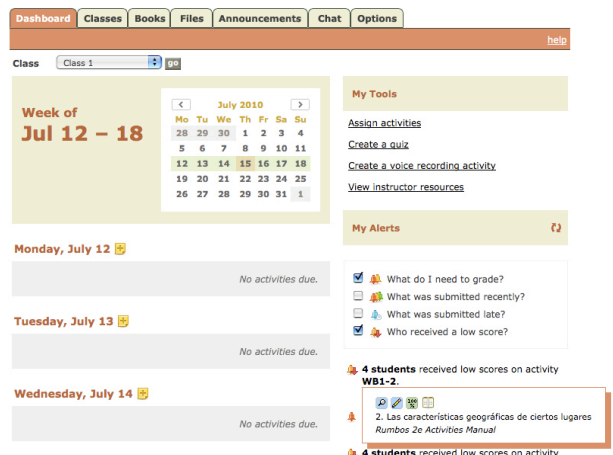 Dashboard Classes Books Files Announcements Chat Options
help
Class Class 1 go
Week of
Jul 12 – 18
July 2010
Mo Tu We Th Fr Sa Su
28 29 30 1 2 3 4
5 6 7 8 9 10 11
12 13 14 15 16 17 18
19 20 21 22 23 24 25
26 27 28 29 30 31 1
Monday, July 12
No activities due.
Tuesday, July 13
No activities due.
Wednesday, July 14
No activities due.
My Tools
Assign activities
Create a quiz
Create a voice recording activity
View instructor resources
My Alerts
What do I need to grade?
What was submitted recently?
What was submitted late?
Who received a low score?
4 students received low scores on activity
WB1-2.
100
%
2. Las características geográficas de ciertos lugares
Rumbos 2e Activities Manual
4 students received low scores on activity